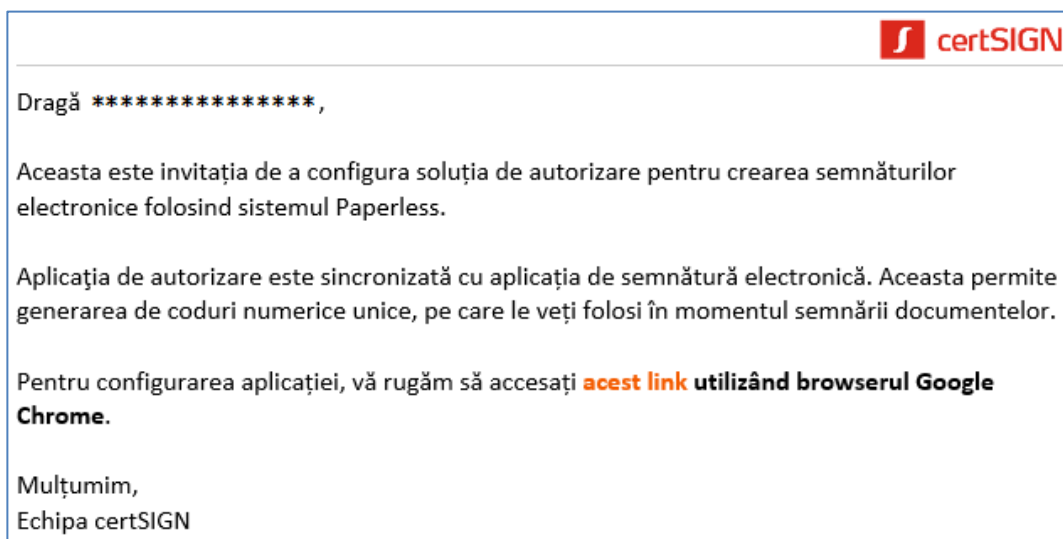 certSIGN
Dragă ***************,
Aceasta este invitația de a configura soluția de autorizare pentru crearea semnăturilor
electronice folosind sistemul Paperless.
Aplicaţia de autorizare este sincronizată cu aplicația de semnătură electronică. Aceasta permite
generarea de coduri numerice unice, pe care le veți folosi în momentul semnării documentelor.
Pentru configurarea aplicației, vă rugăm să accesați acest link utilizând browserul Google
Chrome.
Mulțumim,
Echipa certSIGN